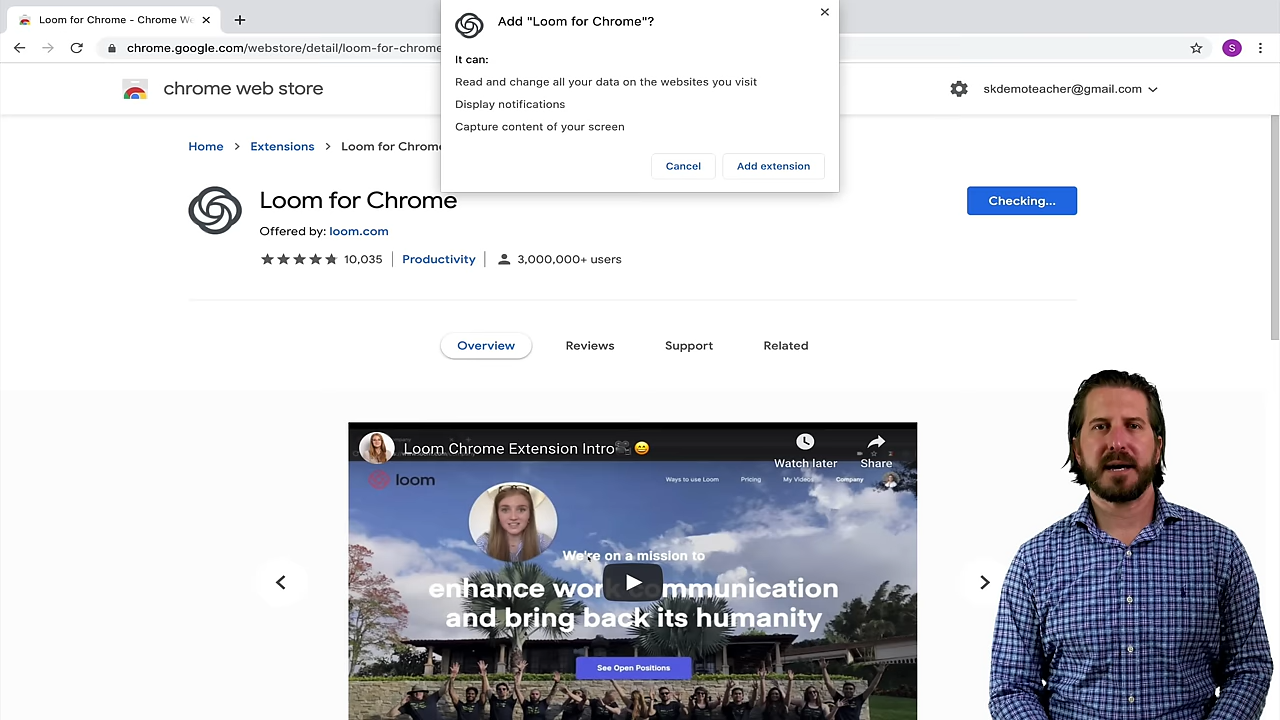 Loom for Chrome - Chrome We
chrome.google.com/webstore/detail/loom-for-chrome
S
Add "Loom for Chrome"?
It can:
Read and change all your data on the websites you visit
Display notifications
Capture content of your screen
Cancel
Add extension
chrome web store
skdemoteacher@gmail.com
Home
Extensions
Loom for Chrome
Loom for Chrome
Checking...
Offered by: loom.com
10,035
Productivity
3,000,000+ users
Overview
Reviews
Support
Related
Loom Chrome Extension Intro
Watch later
Share
loom
Ways to use Loom
Pricing
My Videos
Company
We're on a mission to
enhance work communication
and bring back its humanity
See Open Positions